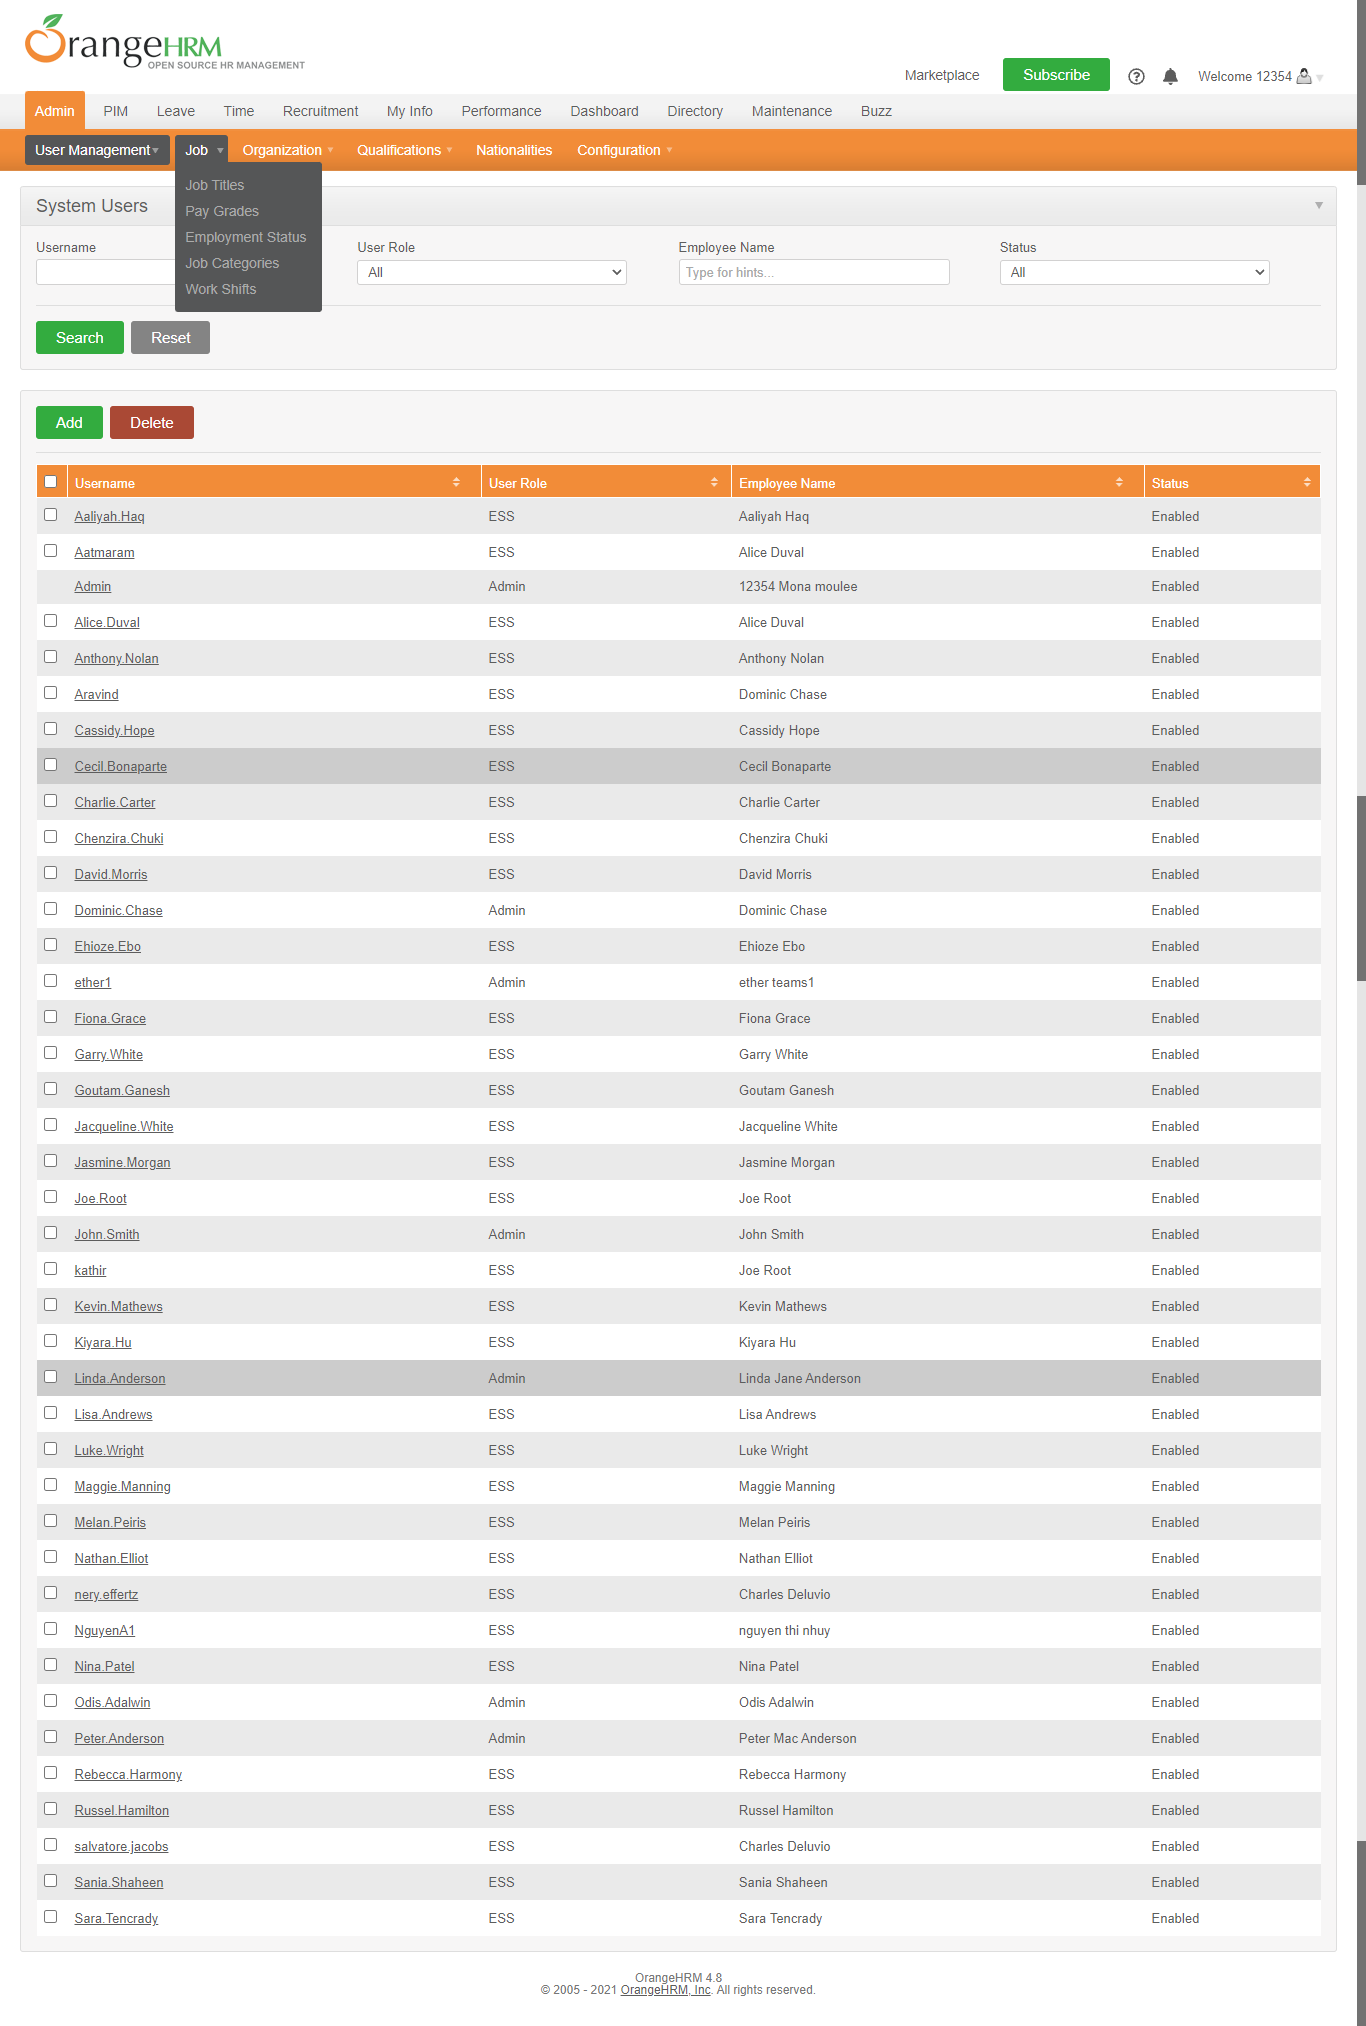 OrangeHRM
OPEN SOURCE HR MANAGEMENT
Marketplace Subscribe Welcome 12354
Admin PIM Leave Time Recruitment My Info Performance Dashboard Directory Maintenance Buzz
User Management Job Organization Qualifications Nationalities Configuration
Job Titles
Pay Grades
Employment Status
Job Categories
Work Shifts
System Users
Username User Role Employee Name Status
All Type for hints... All
Search Reset
Add Delete
Username User Role Employee Name Status
Aaliyah.Haq ESS Aaliyah Haq Enabled
Aatmaram ESS Alice Duval Enabled
Admin Admin 12354 Mona moulee Enabled
Alice.Duval ESS Alice Duval Enabled
Anthony.Nolan ESS Anthony Nolan Enabled
Aravind ESS Dominic Chase Enabled
Cassidy.Hope ESS Cassidy Hope Enabled
Cecil.Bonaparte ESS Cecil Bonaparte Enabled
Charlie.Carter ESS Charlie Carter Enabled
Chenzira.Chuki ESS Chenzira Chuki Enabled
David.Morris ESS David Morris Enabled
Dominic.Chase Admin Dominic Chase Enabled
Ehioze.Ebo ESS Ehioze Ebo Enabled
ether1 Admin ether teams1 Enabled
Fiona.Grace ESS Fiona Grace Enabled
Garry.White ESS Garry White Enabled
Goutam.Ganesh ESS Goutam Ganesh Enabled
Jacqueline.White ESS Jacqueline White Enabled
Jasmine.Morgan ESS Jasmine Morgan Enabled
Joe.Root ESS Joe Root Enabled
John.Smith Admin John Smith Enabled
kathir ESS Joe Root Enabled
Kevin.Mathews ESS Kevin Mathews Enabled
Kiyara.Hu ESS Kiyara Hu Enabled
Linda.Anderson Admin Linda Jane Anderson Enabled
Lisa.Andrews ESS Lisa Andrews Enabled
Luke.Wright ESS Luke Wright Enabled
Maggie.Manning ESS Maggie Manning Enabled
Melan.Peiris ESS Melan Peiris Enabled
Nathan.Elliot ESS Nathan Elliot Enabled
nery.effertz ESS Charles Deluvio Enabled
NguyenA1 ESS nguyen thi nhuy Enabled
Nina.Patel ESS Nina Patel Enabled
Odis.Adalwin Admin Odis Adalwin Enabled
Peter.Anderson Admin Peter Mac Anderson Enabled
Rebecca.Harmony ESS Rebecca Harmony Enabled
Russel.Hamilton ESS Russel Hamilton Enabled
salvatore.jacobs ESS Charles Deluvio Enabled
Sania.Shaheen ESS Sania Shaheen Enabled
Sara.Tencrady ESS Sara Tencrady Enabled
OrangeHRM 4.8
© 2005 - 2021 OrangeHRM, Inc. All rights reserved.